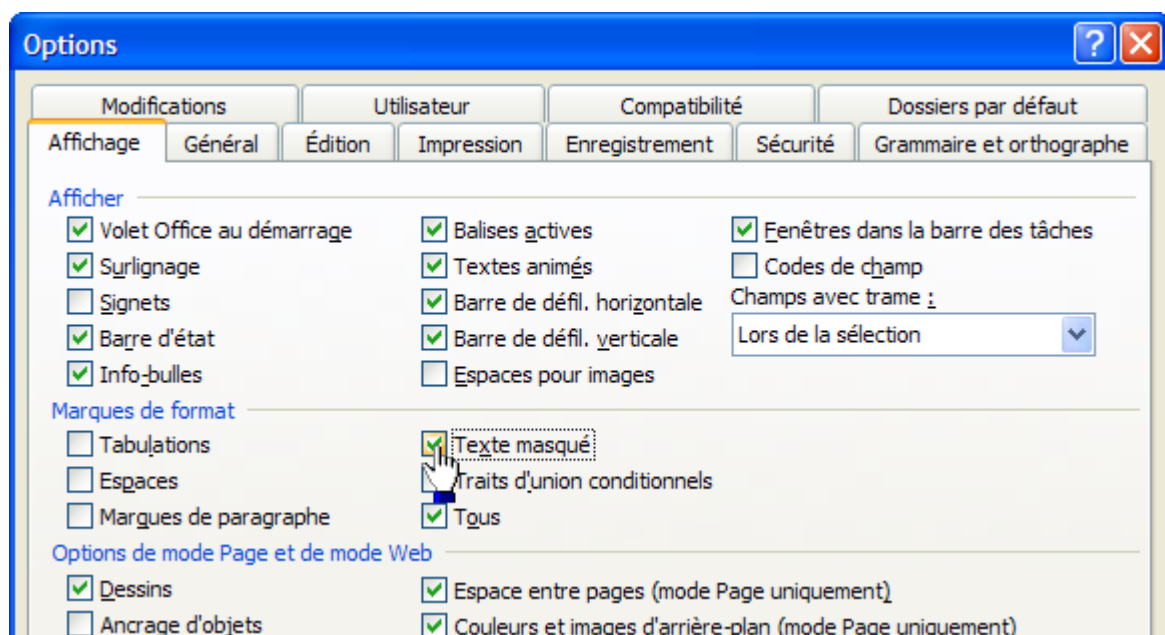 Options
Modifications Utilisateur Compatibilité Dossiers par défaut
Affichage Général Édition Impression Enregistrement Sécurité Grammaire et orthographe
Afficher
Volet Office au démarrage Balises actives Fenêtres dans la barre des tâches
Surlignage Textes animés Codes de champ
Signets Barre de défil. horizontale Champs avec trame :
Barre d'état Barre de défil. verticale Lors de la sélection
Info-bulles Espaces pour images
Marques de format
Tabulations Texte masqué
Espaces Traits d'union conditionnels
Marques de paragraphe Tous
Options de mode Page et de mode Web
Dessins Espace entre pages (mode Page uniquement)
Ancrage d'objets Couleurs et images d'arrière-plan (mode Page uniquement)